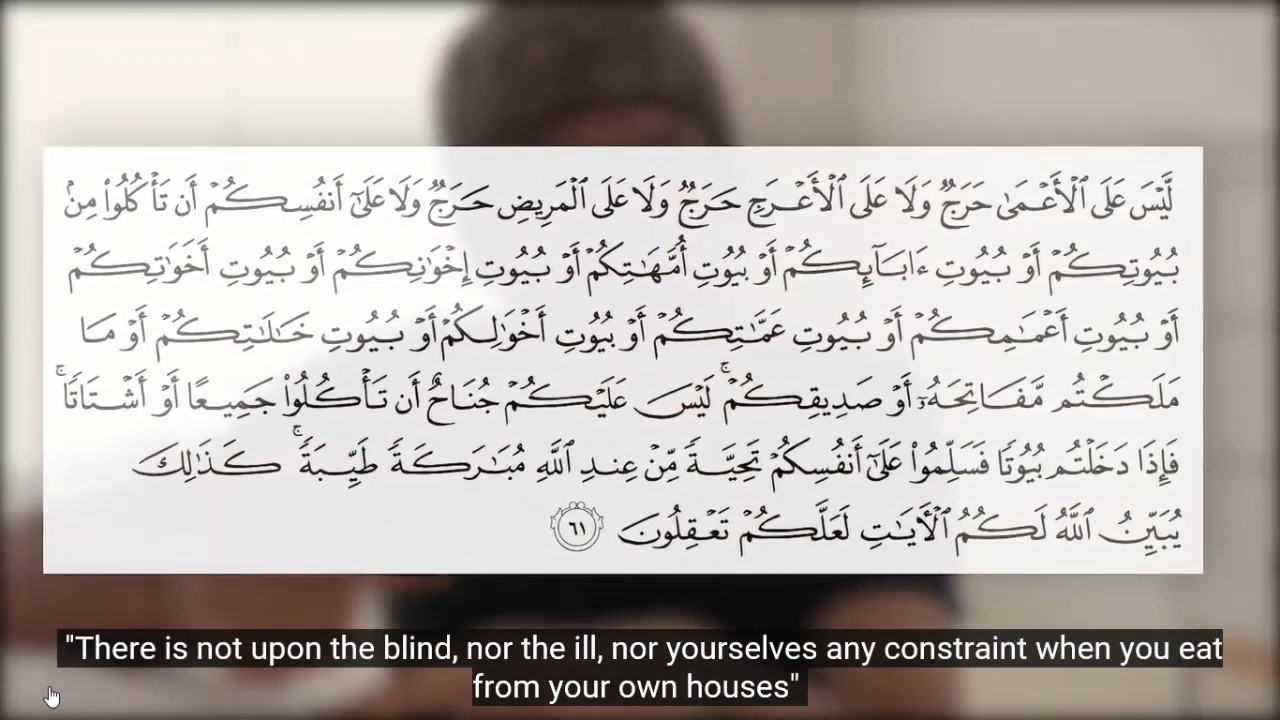 لَّيْسَ عَلَى ٱلْأَعْمَىٰ حَرَجٌ وَلَا عَلَى ٱلْأَعْرَجِ حَرَجٌ وَلَا عَلَى ٱلْمَرِيضِ حَرَجٌ وَلَا عَلَىٰٓ أَنفُسِكُمْ أَن تَأْكُلُوا۟ مِنۢ
بُيُوتِكُمْ أَوْ بُيُوتِ ءَابَآئِكُمْ أَوْ بُيُوتِ أُمَّهَٰتِكُمْ أَوْ بُيُوتِ إِخْوَٰنِكُمْ أَوْ بُيُوتِ أَخَوَٰتِكُمْ
أَوْ بُيُوتِ أَعْمَٰمِكُمْ أَوْ بُيُوتِ عَمَّٰتِكُمْ أَوْ بُيُوتِ أَخْوَٰلِكُمْ أَوْ بُيُوتِ خَٰلَٰتِكُمْ أَوْ مَا
مَلَكْتُم مَّفَاتِحَهُۥٓ أَوْ صَدِيقِكُمْ ۚ لَيْسَ عَلَيْكُمْ جُنَاحٌ أَن تَأْكُلُوا۟ جَمِيعًا أَوْ أَشْتَاتًا ۚ
فَإِذَا دَخَلْتُم بُيُوتًا فَسَلِّمُوا۟ عَلَىٰٓ أَنفُسِكُمْ تَحِيَّةً مِّنْ عِندِ ٱللَّهِ مُبَٰرَكَةً طَيِّبَةً ۚ كَذَٰلِكَ
يُبَيِّنُ ٱللَّهُ لَكُمُ ٱلْءَايَٰتِ لَعَلَّكُمْ تَعْقِلُونَ ٦١
"There is not upon the blind, nor the ill, nor yourselves any constraint when you eat
from your own houses"